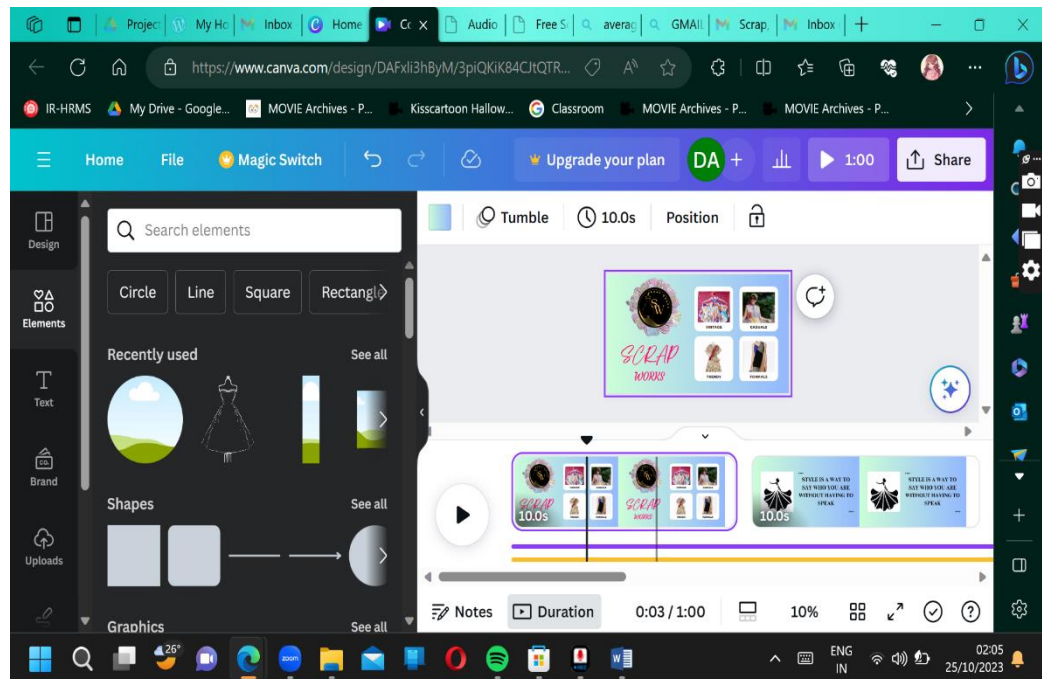 Project
My Ho
Inbox
Home
Cc
Audio
Free S
averag
GMAIL
Scrap,
Inbox
https://www.canva.com/design/DAFxli3hByM/3piQKiK84CJtQTR...
IR-HRMS
My Drive - Google...
MOVIE Archives - P...
Kisscartoon Hallow...
Classroom
MOVIE Archives - P...
MOVIE Archives - P...
Home File Magic Switch Upgrade your plan DA + 1:00 Share
Design
Elements
Text
Brand
Uploads
Search elements
Circle Line Square Rectangle
Recently used See all
Shapes See all
Graphics See all
Tumble 10.0s Position
SCRAP
WORKS
10.0s
SCRAP
WORKS
10.0s
STYLE IS A WAY TO
SAY WHO YOU ARE
WITHOUT HAVING TO
SPEAK
STYLE IS A WAY TO
SAY WHO YOU ARE
WITHOUT HAVING TO
SPEAK
Notes Duration 0:03 / 1:00 10%
26°
zoom
ENG
IN
02:05
25/10/2023